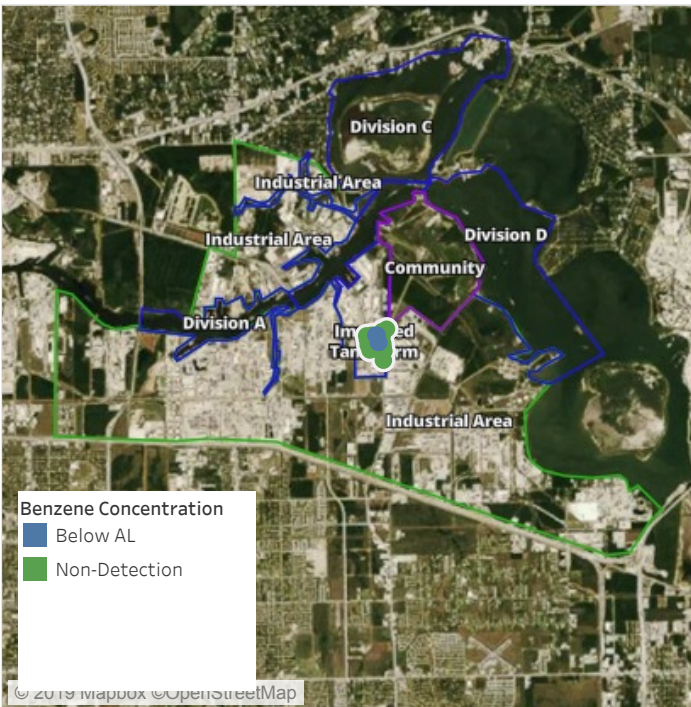 Division C
Industrial Area
Industrial Area
Division D
Community
Division A
Industrial Area
Benzene Concentration
Below AL
Non-Detection
© 2019 Mapbox ©OpenStreetMap